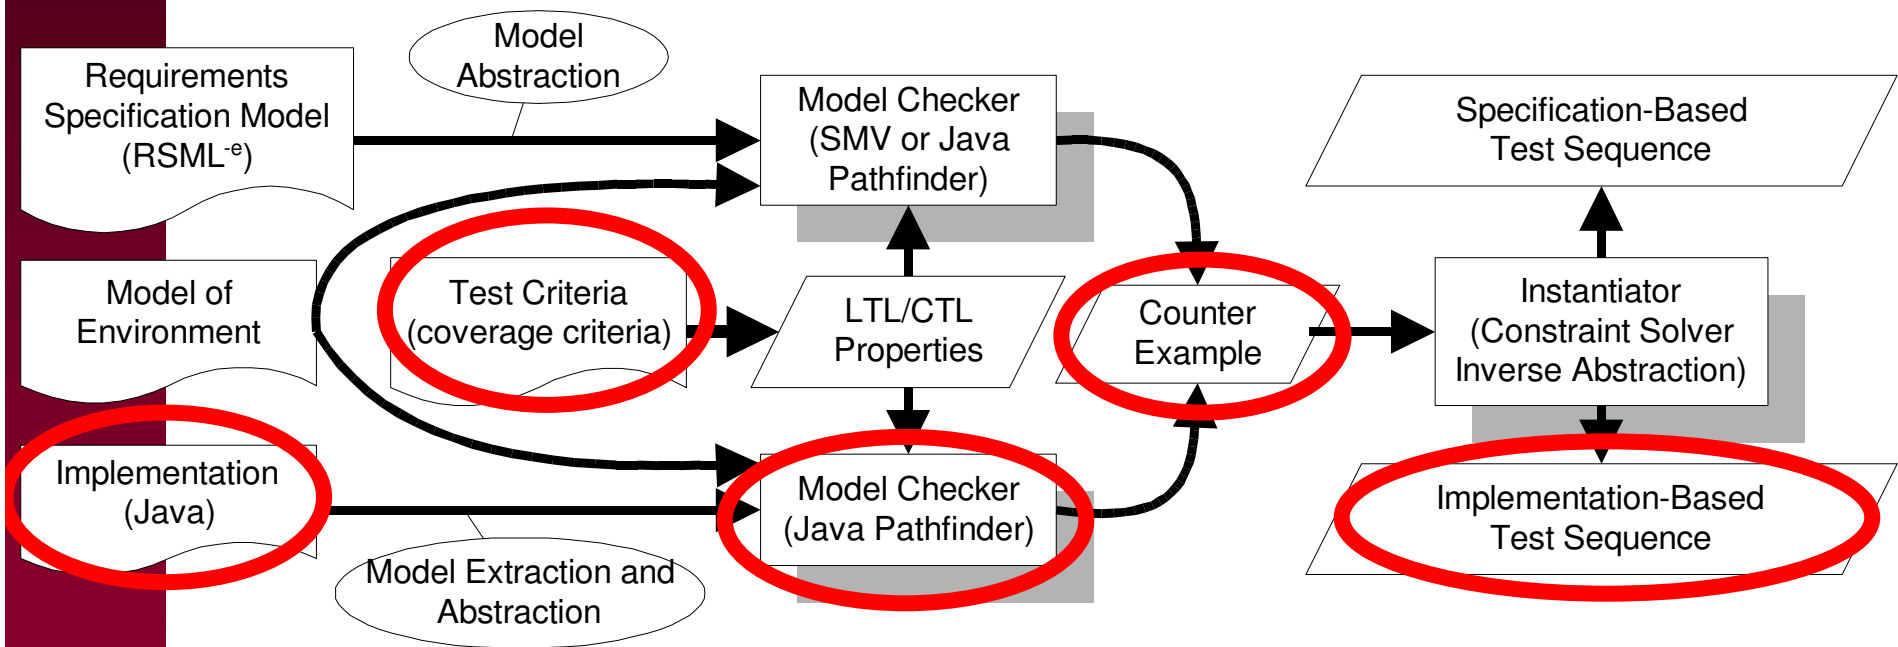 Model
Abstraction
Requirements
Specification Model
(RSML-e)
Model Checker
(SMV or Java
Pathfinder)
Specification-Based
Test Sequence
Model of
Environment
Test Criteria
(coverage criteria)
LTL/CTL
Properties
Counter
Example
Instantiator
(Constraint Solver
Inverse Abstraction)
Implementation
(Java)
Model Checker
(Java Pathfinder)
Implementation-Based
Test Sequence
Model Extraction and
Abstraction